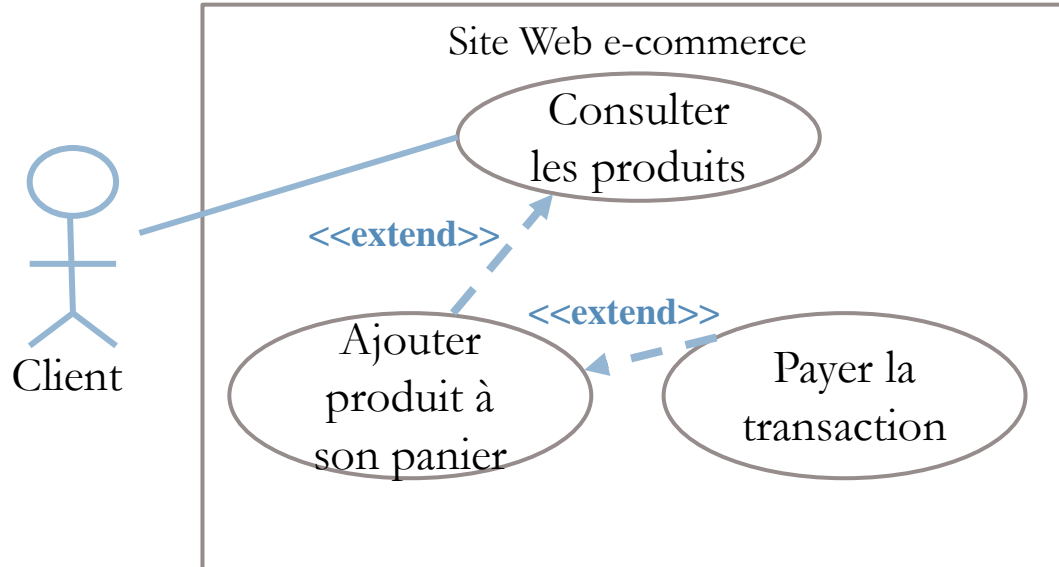 Site Web e-commerce
Consulter
les produits
<<extend>>
<<extend>>
Client
Ajouter
produit à
son panier
Payer la
transaction